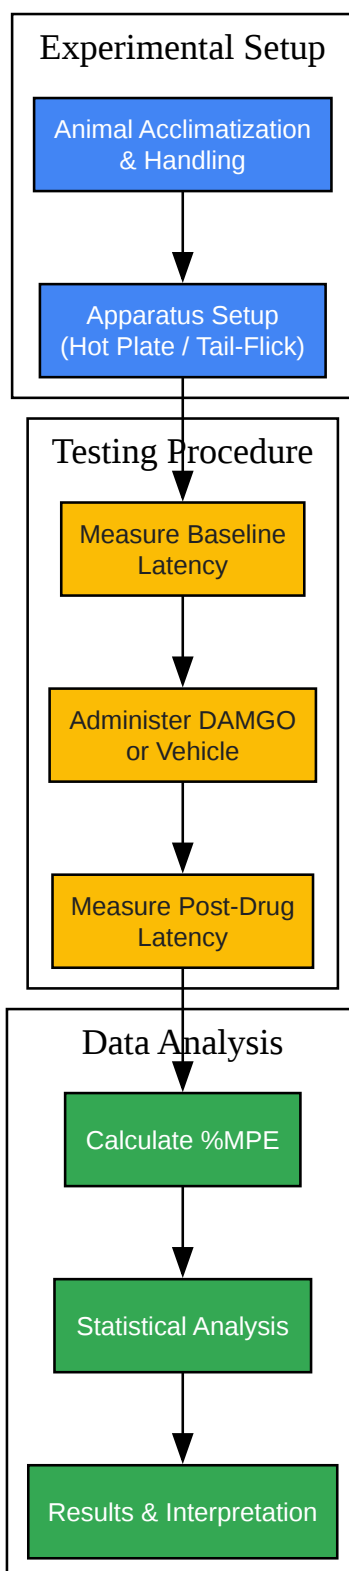 Experimental Setup
Animal Acclimatization
& Handling
Apparatus Setup
(Hot Plate / Tail-Flick)
Testing Procedure
Measure Baseline
Latency
Administer DAMGO
or Vehicle
Measure Post-Drug
Latency
Data Analysis
Calculate %MPE
Statistical Analysis
Results & Interpretation